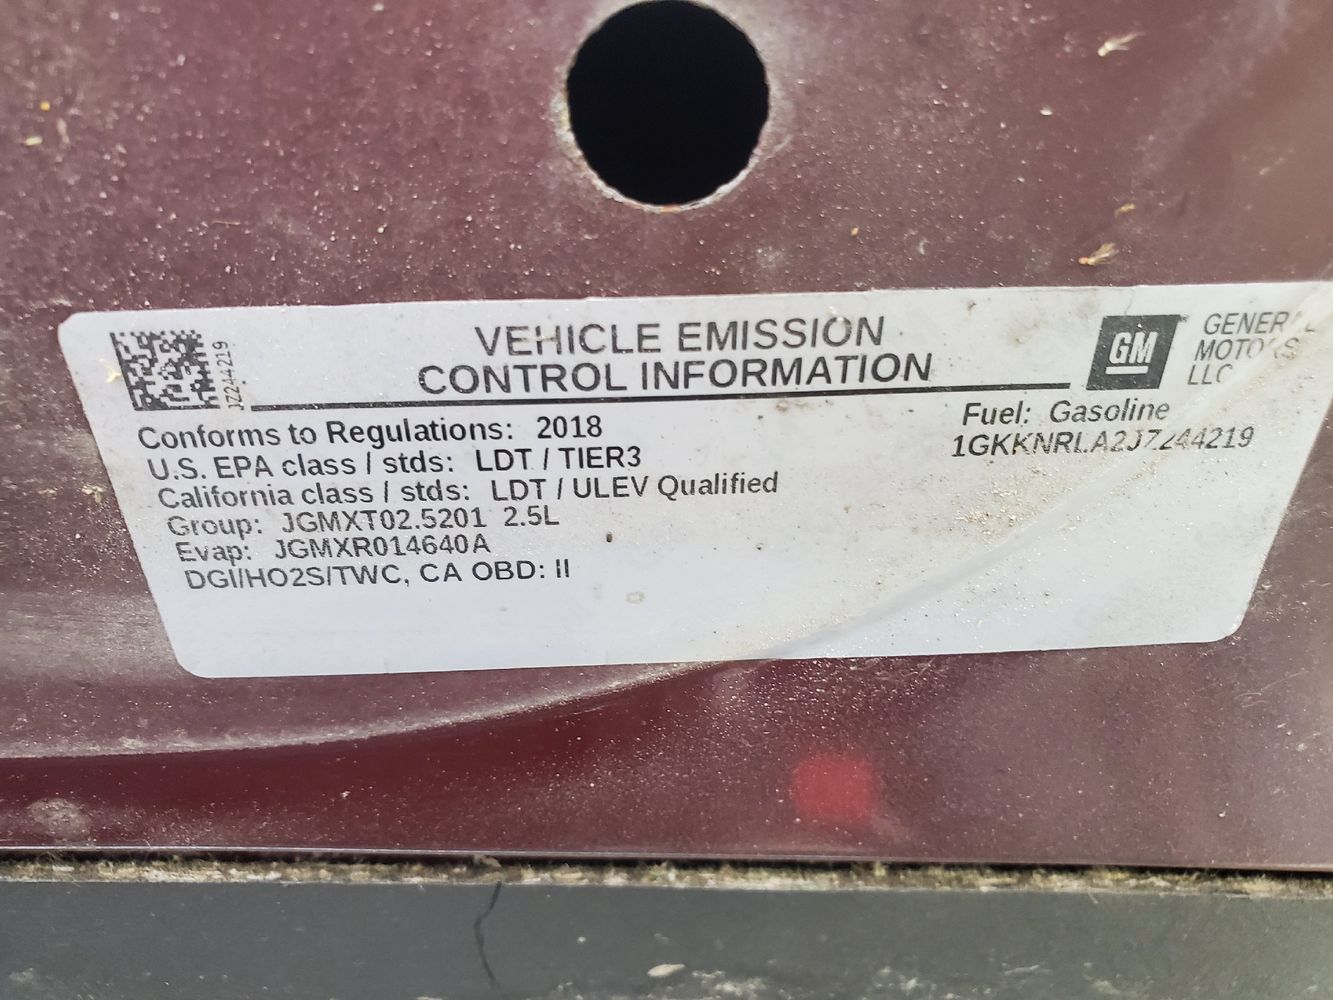 VEHICLE EMISSION
CONTROL INFORMATION
JZ244219
GM
GENERAL
MOTORS
LLC
Conforms to Regulations: 2018
U.S. EPA class / stds: LDT / TIER3
California class / stds: LDT / ULEV Qualified
Group: JGMXT02.5201 2.5L
Evap: JGMXR014640A
DGI/HO2S/TWC, CA OBD: II
Fuel: Gasoline
1GKKNRLA2JZ244219